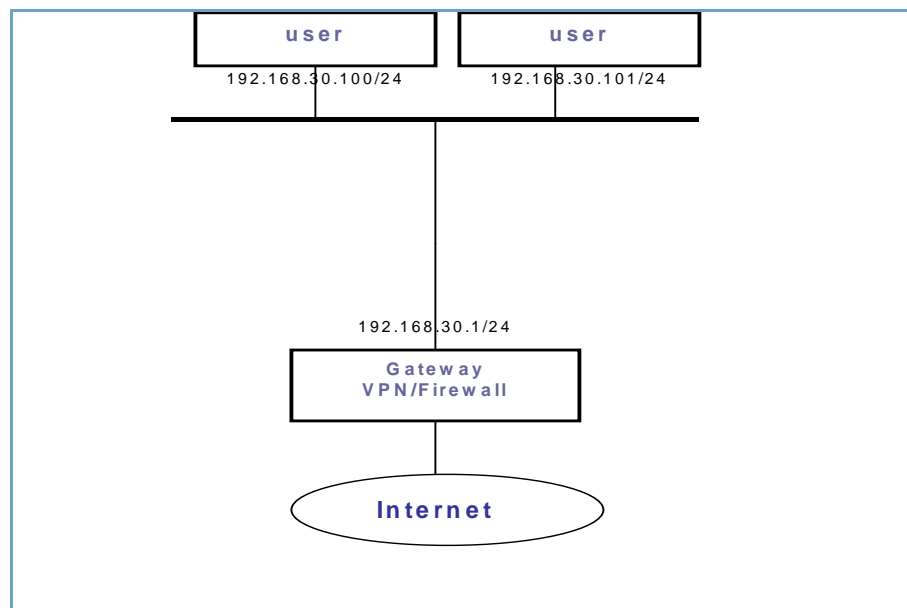 user
user
192.168.30.100/24
192.168.30.101/24
192.168.30.1/24
Gateway
VPN/Firewall
Internet